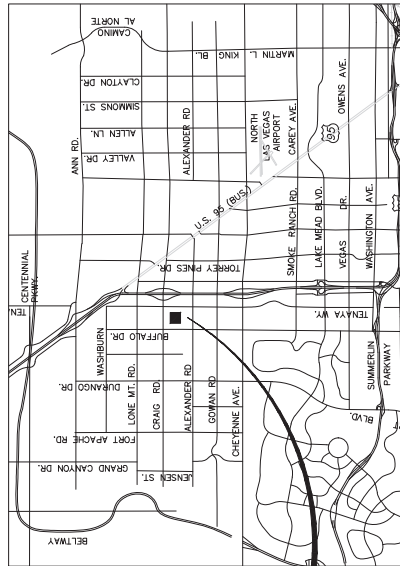 CAMINO
AL NORTE
MARTIN L.
KING BL.
CLAYTON DR.
SIMMONS ST.
ALLEN LN.
VALLEY DR.
ANN RD.
ALEXANDER RD
NORTH
LAS VEGAS
AIRPORT
CAREY AVE.
OWENS AVE.
95
U.S. 95 (BUS.)
SMOKE RANCH RD.
LAKE MEAD BLVD.
VEGAS DR.
WASHINGTON AVE.
TORREY PINES DR.
CENTENNIAL
PKWY.
TEN.
TENAYA WY.
BUFFALO DR.
WASHBURN
DURANGO DR.
LONE MT. RD.
CRAIG RD.
ALEXANDER RD
GOWAN RD
CHEYENNE AVE.
SUMMERLIN
PARKWAY
BLVD.
FORT APACHE RD.
GRAND CANYON DR.
JENSEN ST.
BELTWAY